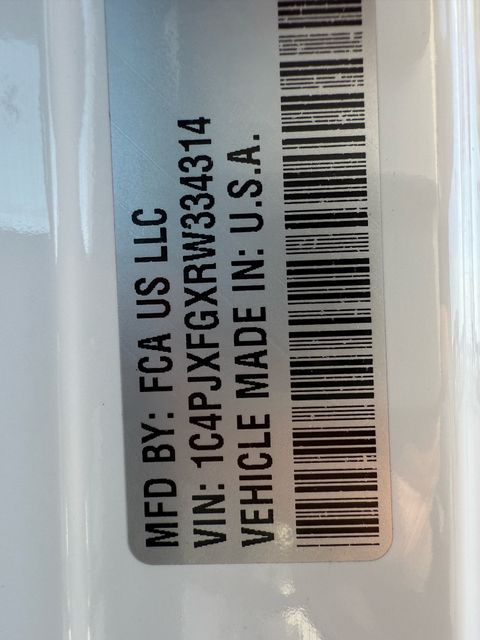 MFD BY: FCA US LLC
VIN: 1C4PJXFGXRW334314
VEHICLE MADE IN: U.S.A.